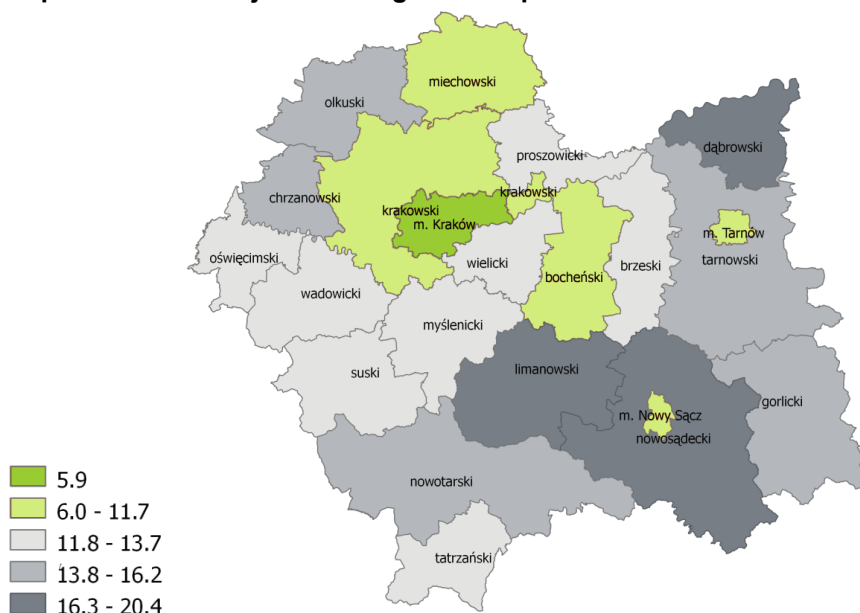 miechowski
olkuski
dąbrowski
proszowicki
chrzanowski
krakowski
krakowski
m. Kraków
m. Tarnów
tarnowski
oświęcimski
wielicki
bocheński
brzeski
wadowicki
myślenicki
suski
limanowski
gorlicki
m. Nowy Sącz
nowosądecki
nowotarski
tatrzański
5.9
6.0 - 11.7
11.8 - 13.7
13.8 - 16.2
16.3 - 20.4